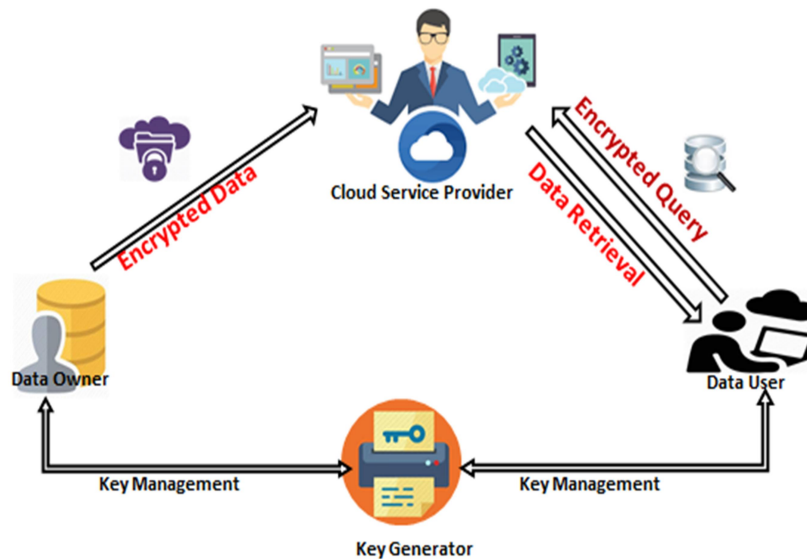 Cloud Service Provider
Encrypted Data
Data Retrieval
Encrypted Query
Data Owner
Data User
Key Management
Key Management
Key Generator